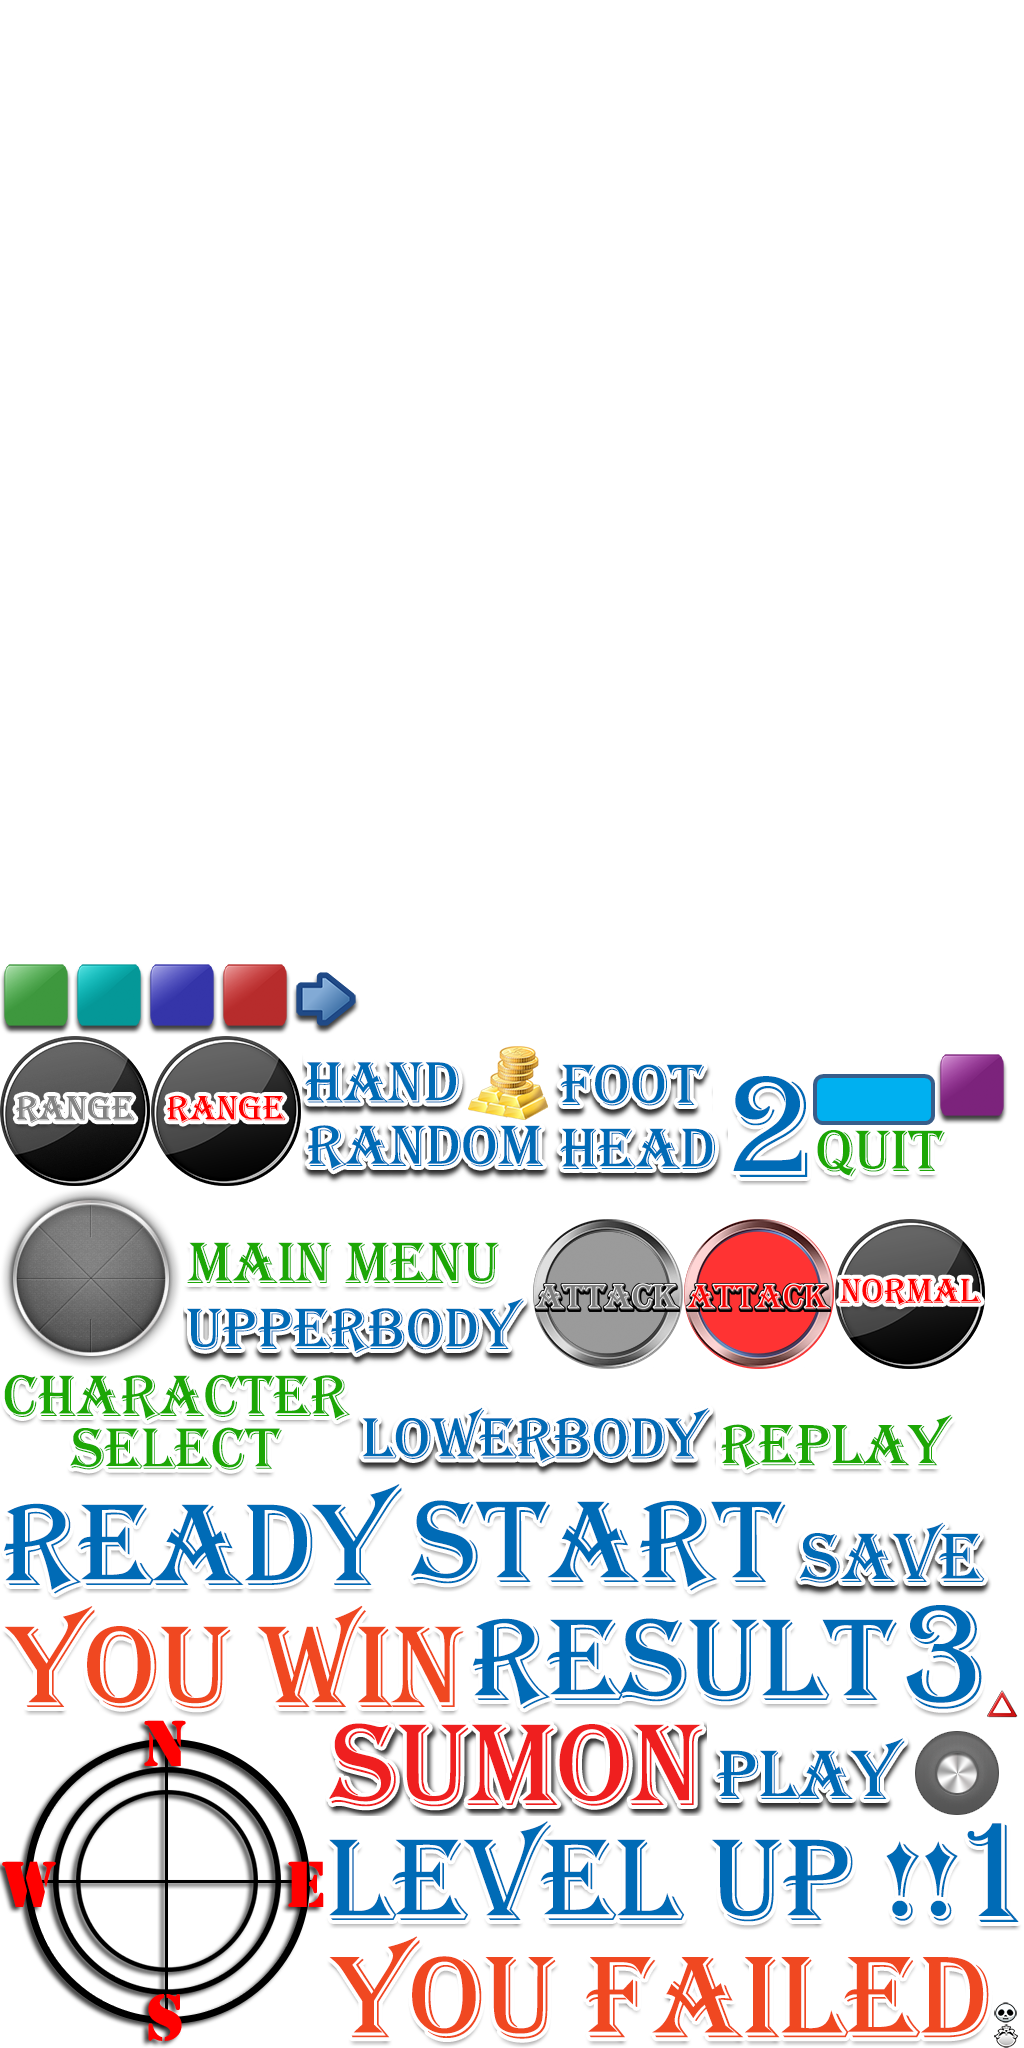 RANGE
RANGE
HAND
FOOT
RANDOM
HEAD
2
QUIT
MAIN MENU
UPPERBODY
ATTACK
ATTACK
NORMAL
CHARACTER
SELECT
LOWERBODY
REPLAY
READY
START
SAVE
YOU WIN
RESULT
3
N
W
E
S
SUMON
PLAY
LEVEL UP !!
1
YOU FAILED